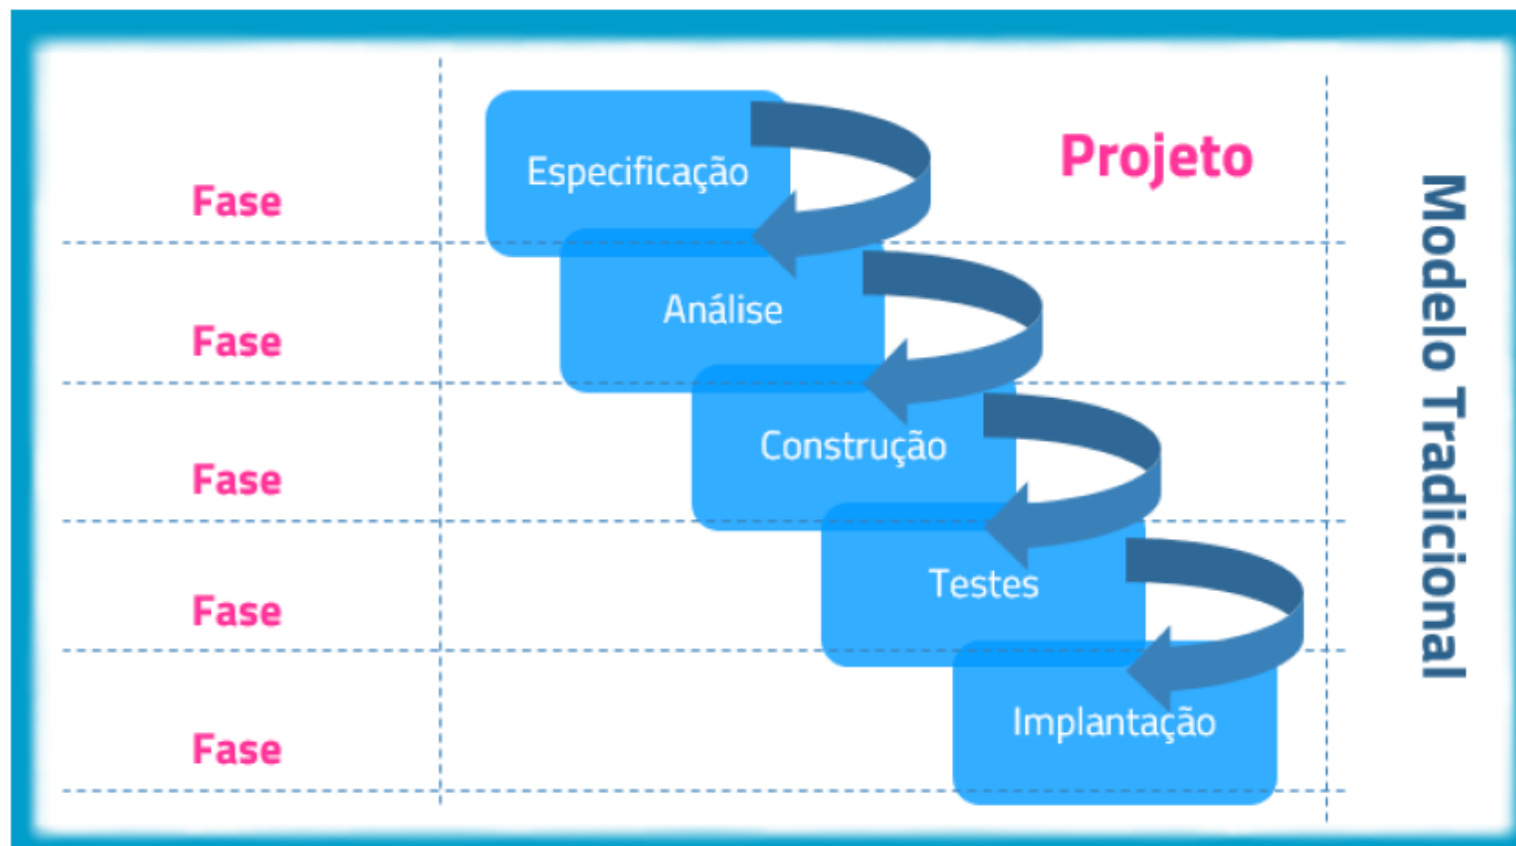 Especificação
Projeto
Fase
Análise
Fase
Construção
Fase
Testes
Fase
Implantação
Fase
Modelo Tradicional